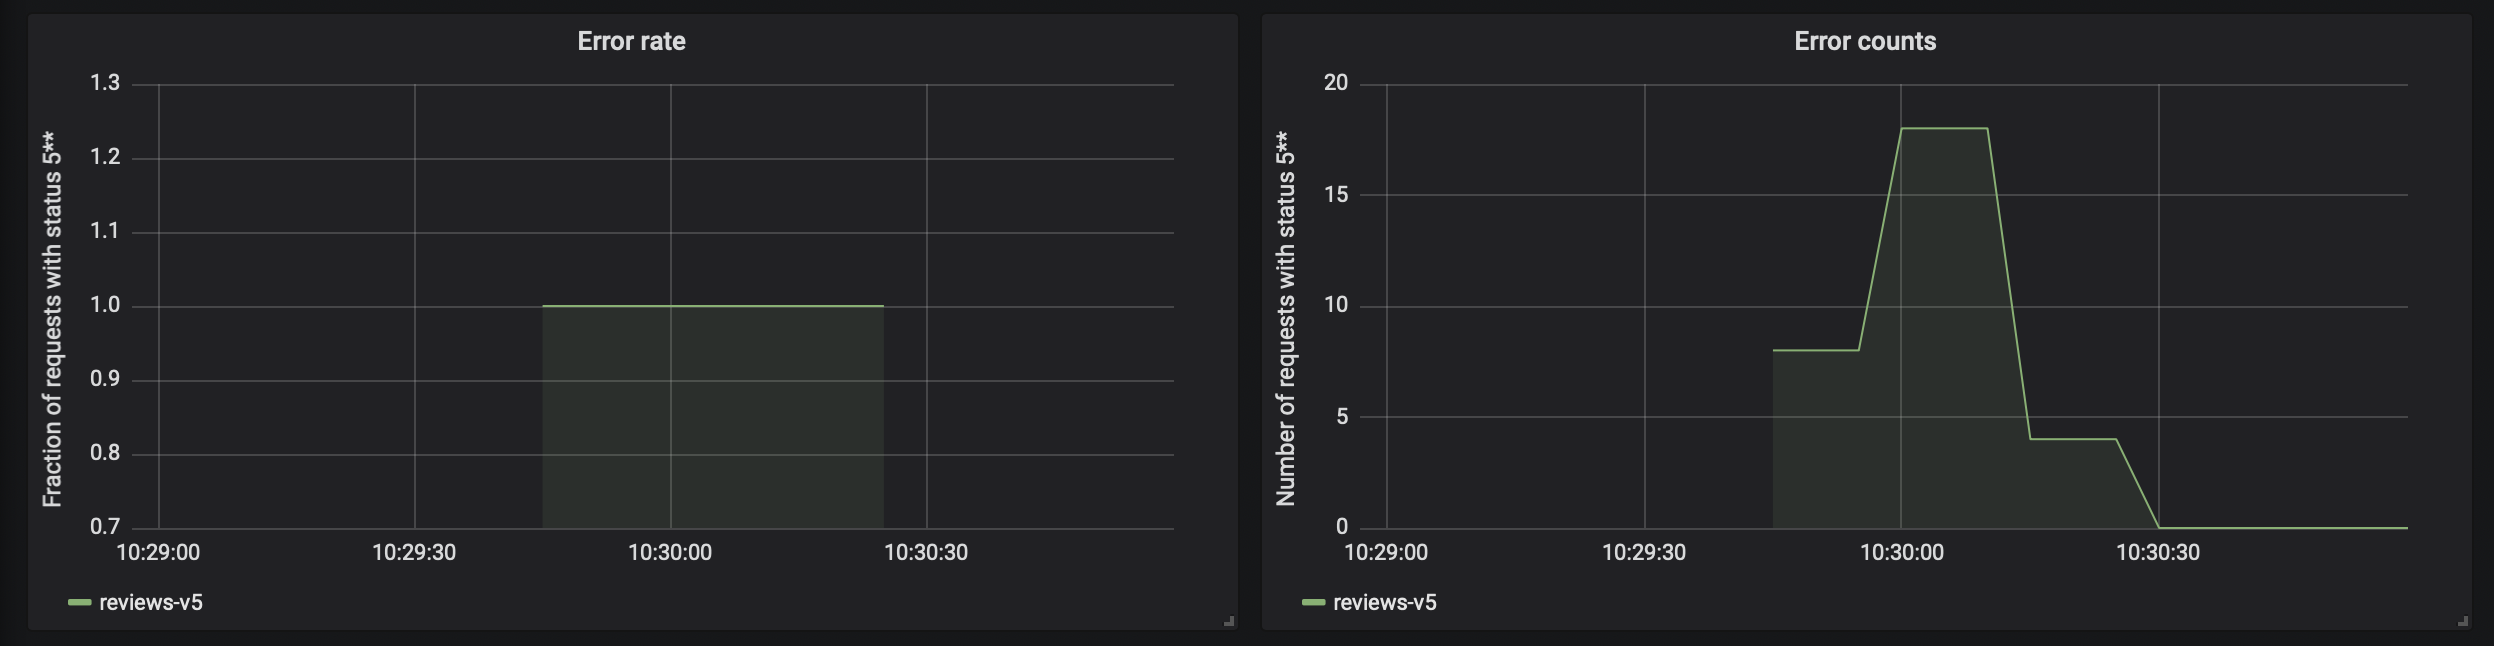 Error rate
Fraction of requests with status 5**
1.3
1.2
1.1
1.0
0.9
0.8
0.7
10:29:00 10:29:30 10:30:00 10:30:30
reviews-v5
Error counts
Number of requests with status 5**
20
15
10
5
0
10:29:00 10:29:30 10:30:00 10:30:30
reviews-v5